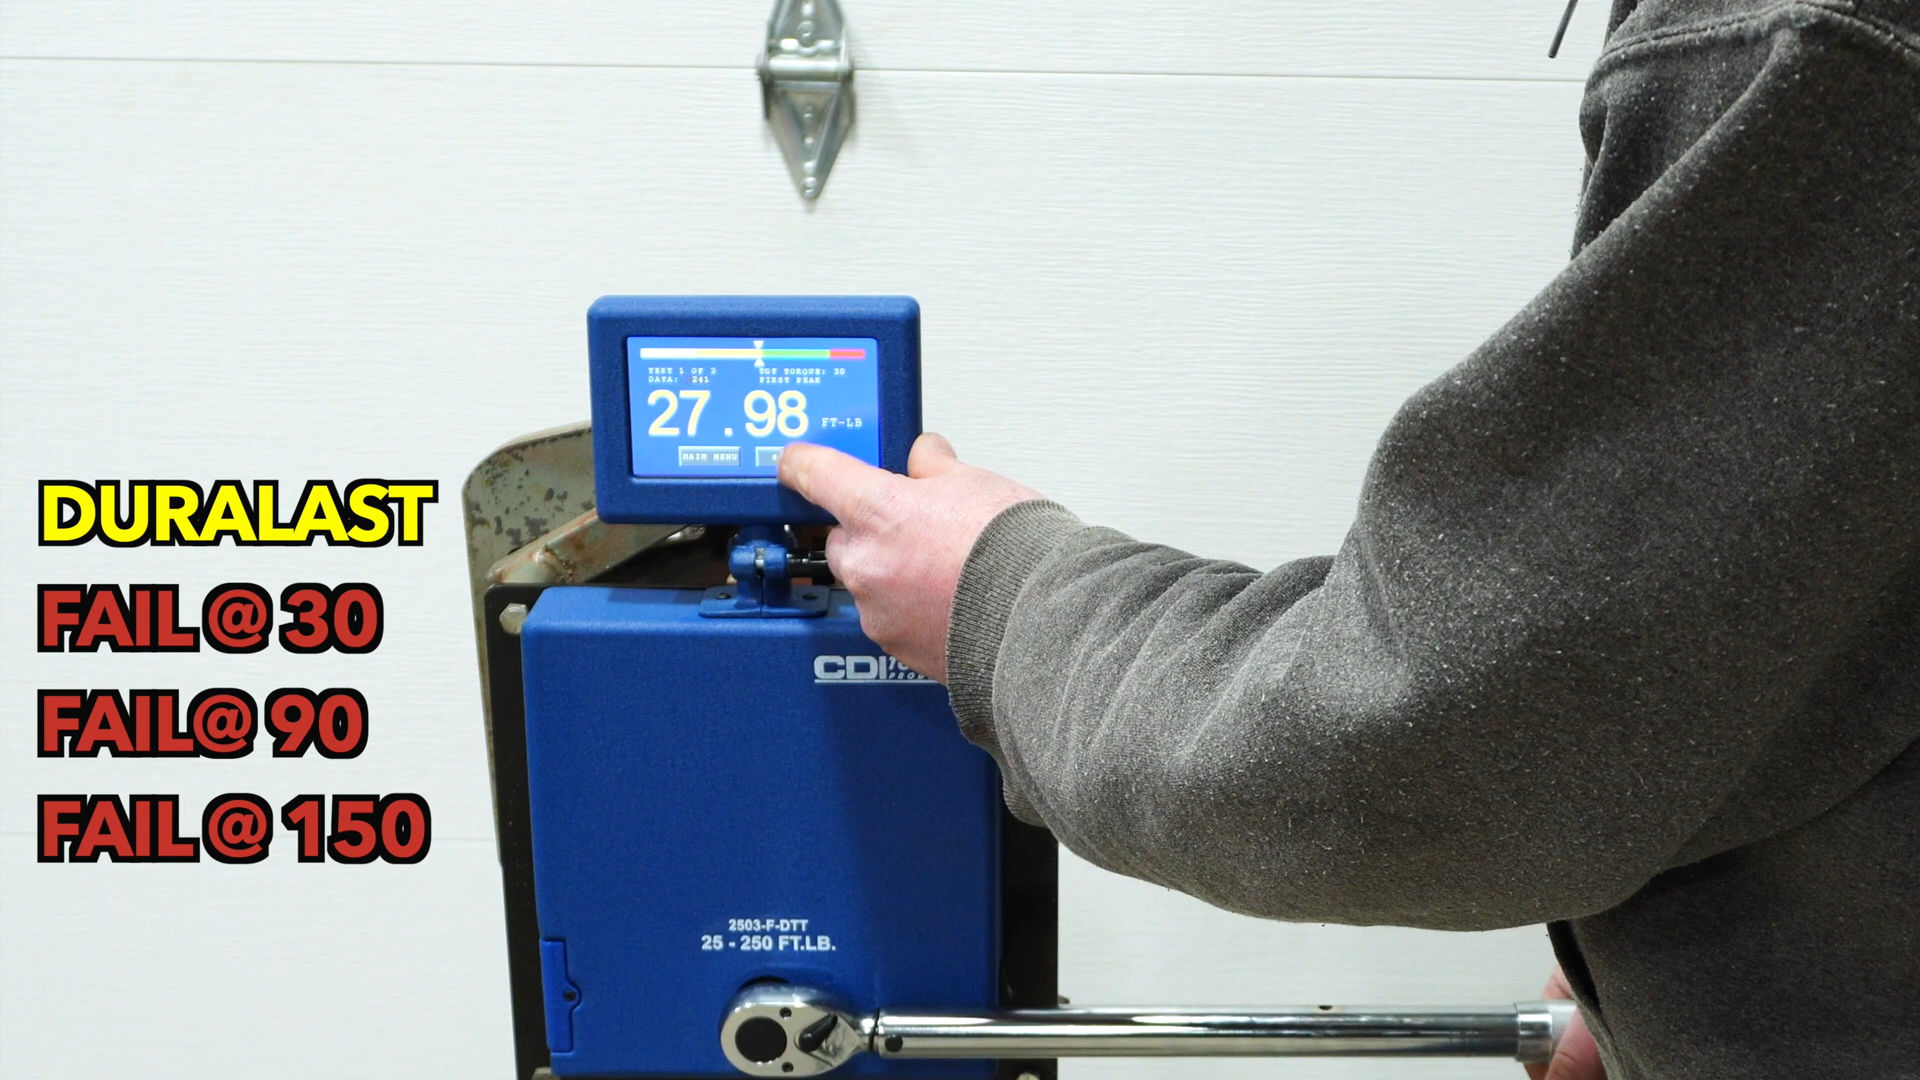 TEST 1 OF 3
TGT TORQUE: 30
DATA: 241
FIRST PEAK
27.98 FT-LB
MAIN MENU
DURALAST
FAIL @ 30
FAIL@ 90
FAIL @ 150
CDI
2503-F-DTT
25 - 250 FT.LB.